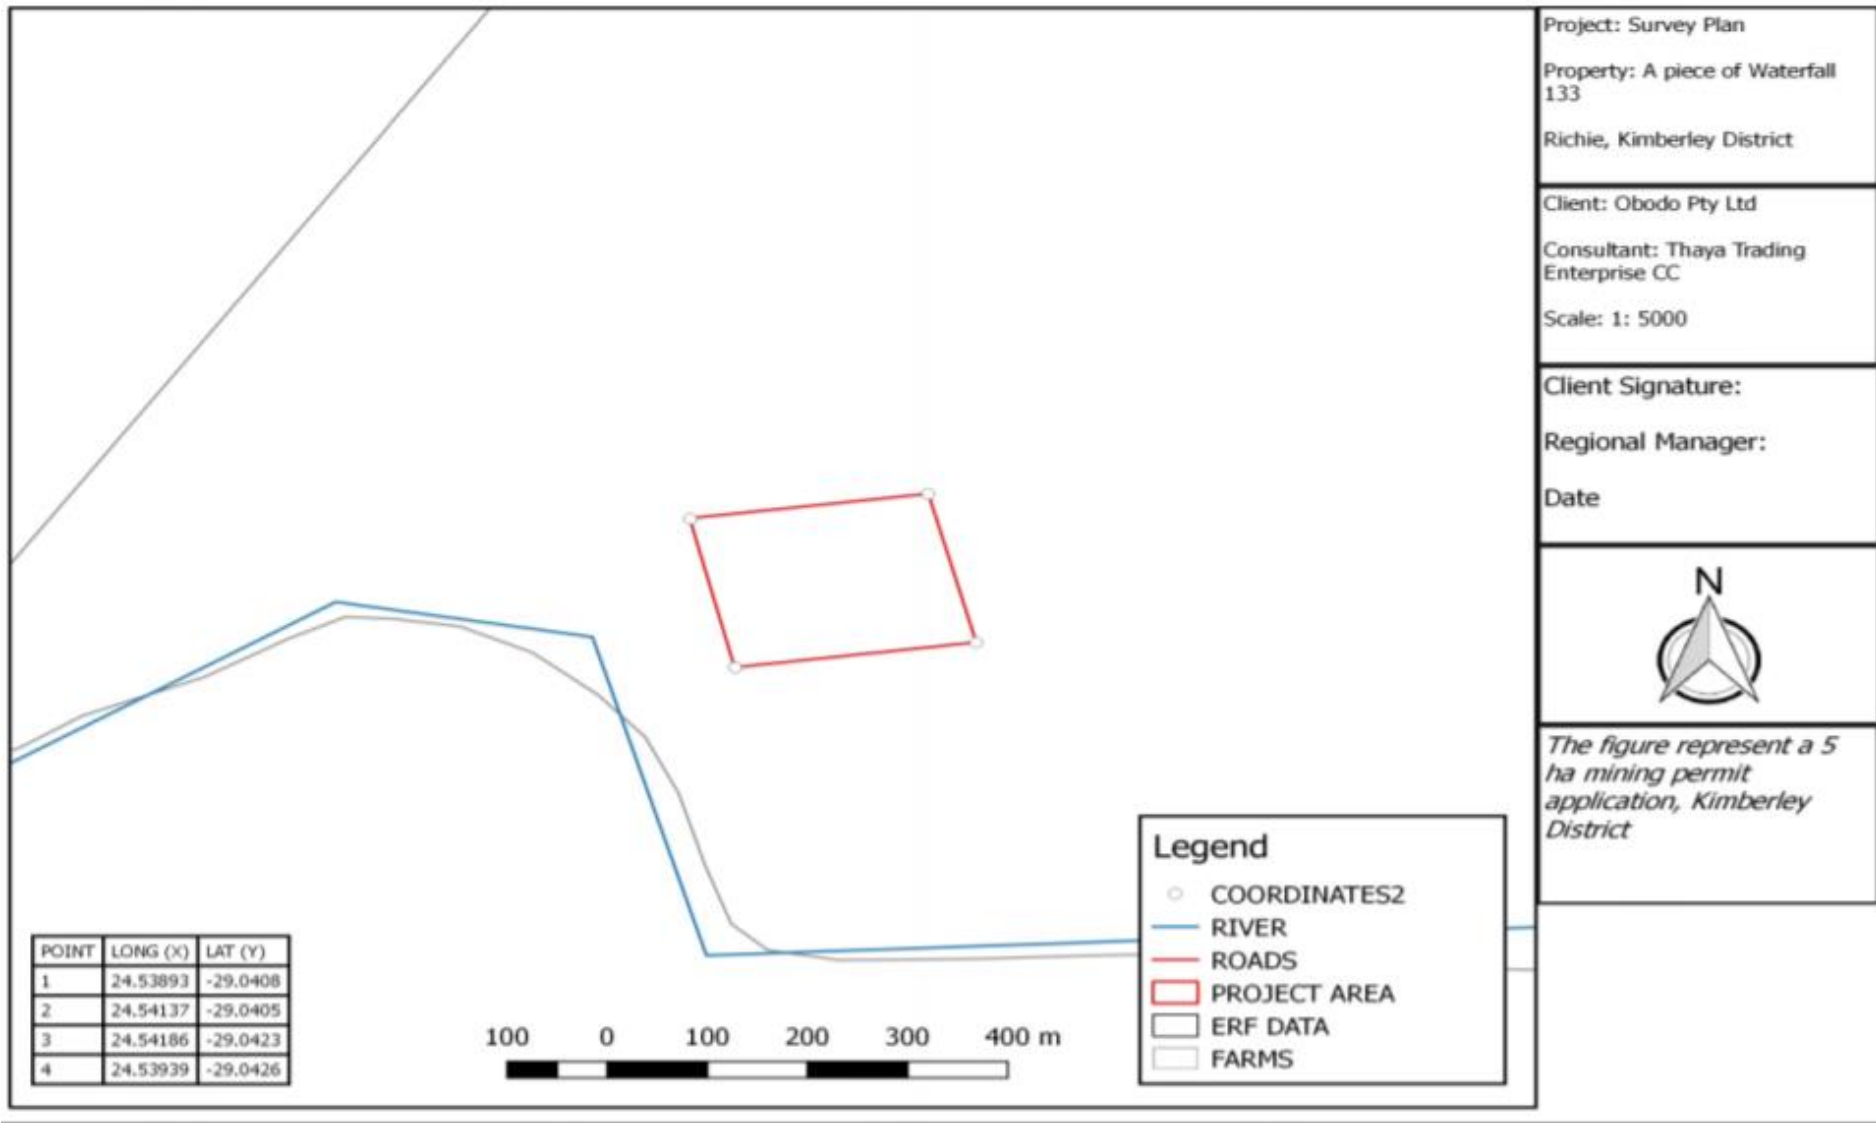 Project: Survey Plan
Property: A piece of Waterfall
133
Richie, Kimberley District
Client: Obodo Pty Ltd
Consultant: Thaya Trading
Enterprise CC
Scale: 1: 5000
Client Signature:
Regional Manager:
Date
N
The figure represent a 5
ha mining permit
application, Kimberley
District
Legend
COORDINATES2
RIVER
ROADS
PROJECT AREA
ERF DATA
FARMS
POINT LONG (X) LAT (Y)
1 24.53893 -29.0408
2 24.54137 -29.0405
3 24.54186 -29.0423
4 24.53939 -29.0426
100 0 100 200 300 400 m